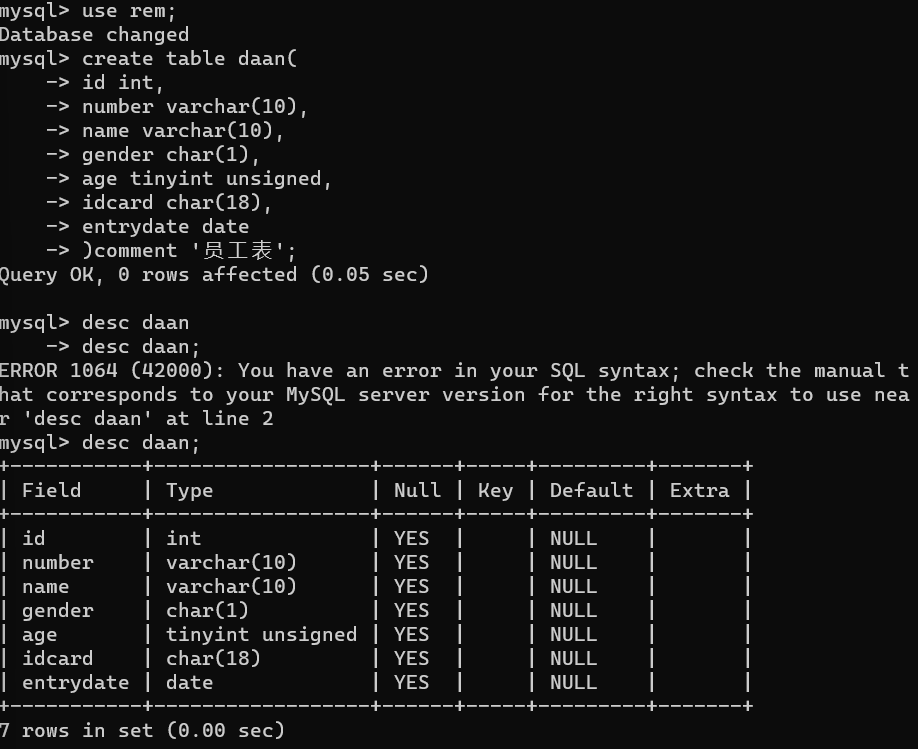 mysql> use rem;
Database changed
mysql> create table daan(
    -> id int,
    -> number varchar(10),
    -> name varchar(10),
    -> gender char(1),
    -> age tinyint unsigned,
    -> idcard char(18),
    -> entrydate date
    -> )comment '员工表';
Query OK, 0 rows affected (0.05 sec)

mysql> desc daan
    -> desc daan;
ERROR 1064 (42000): You have an error in your SQL syntax; check the manual t
hat corresponds to your MySQL server version for the right syntax to use nea
r 'desc daan' at line 2
mysql> desc daan;
+-----------+------------------+------+-----+---------+-------+
| Field     | Type             | Null | Key | Default | Extra |
+-----------+------------------+------+-----+---------+-------+
| id        | int              | YES  |     | NULL    |       |
| number    | varchar(10)      | YES  |     | NULL    |       |
| name      | varchar(10)      | YES  |     | NULL    |       |
| gender    | char(1)          | YES  |     | NULL    |       |
| age       | tinyint unsigned | YES  |     | NULL    |       |
| idcard    | char(18)         | YES  |     | NULL    |       |
| entrydate | date             | YES  |     | NULL    |       |
+-----------+------------------+------+-----+---------+-------+
7 rows in set (0.00 sec)